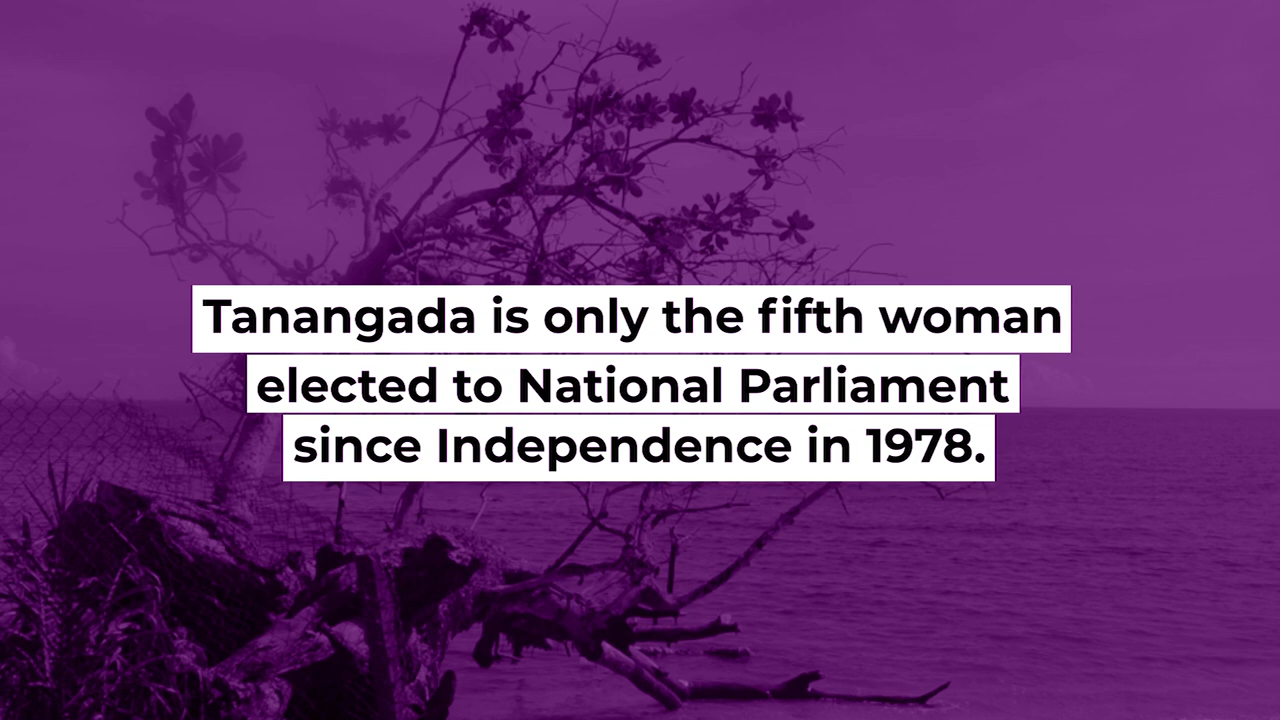 Tanangada is only the fifth woman
elected to National Parliament
since Independence in 1978.